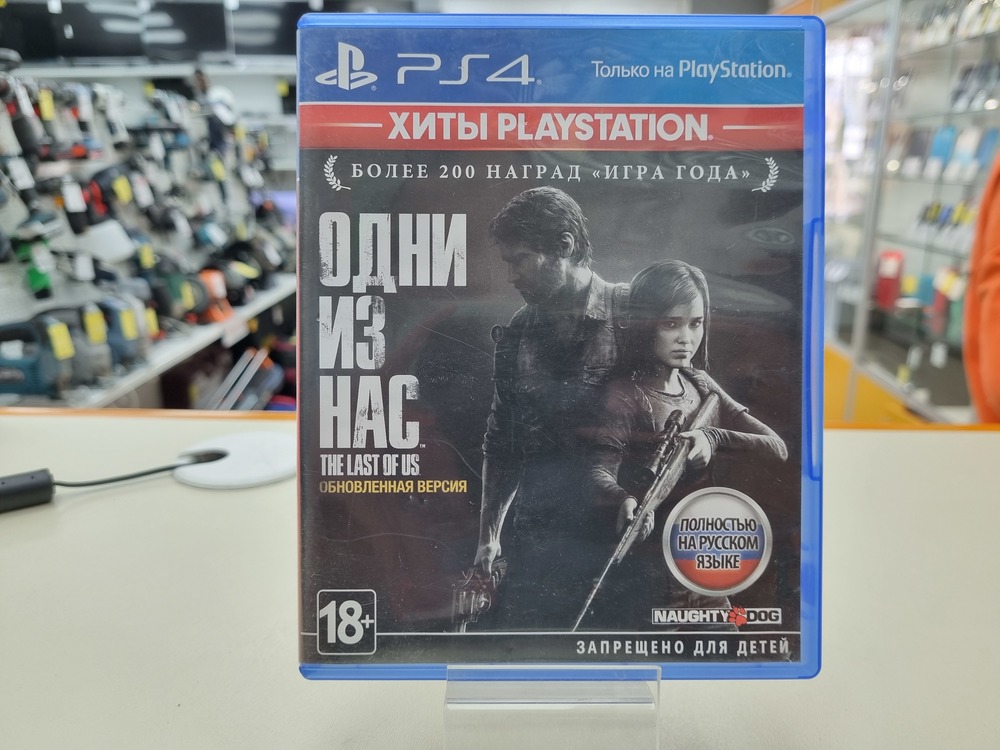 PS4
Только на PlayStation
ХИТЫ PLAYSTATION
БОЛЕЕ 200 НАГРАД «ИГРА ГОДА»
ОДНИ
ИЗ
НАС™
THE LAST OF US
ОБНОВЛЕННАЯ ВЕРСИЯ
ПОЛНОСТЬЮ
НА РУССКОМ
ЯЗЫКЕ
18+
NAUGHTY DOG
ЗАПРЕЩЕНО ДЛЯ ДЕТЕЙ